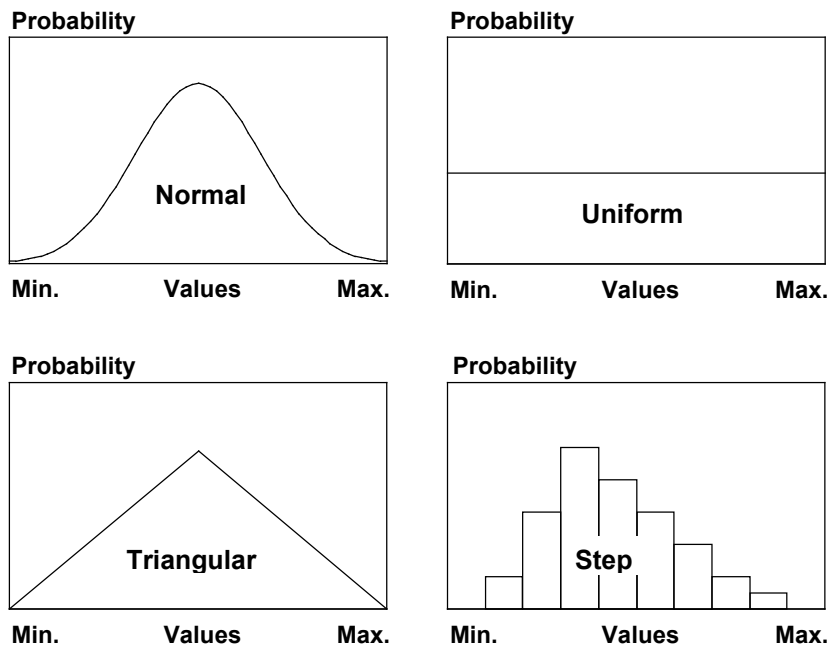 Probability
Normal
Min. Values Max.
Probability
Uniform
Min. Values Max.
Probability
Triangular
Min. Values Max.
Probability
Step
Min. Values Max.